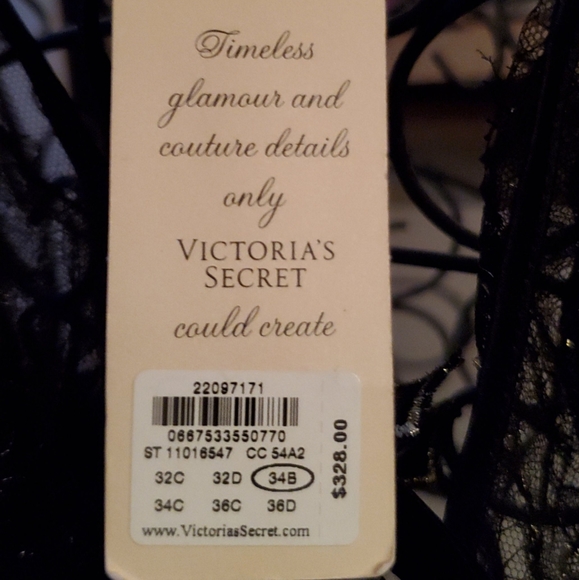 Timeless
glamour and
couture details
only
VICTORIA'S
SECRET
could create
22097171
0667533550770
ST 11016547 CC 54A2
32C 32D 34B
34C 36C 36D
www.VictoriasSecret.com
$328.00